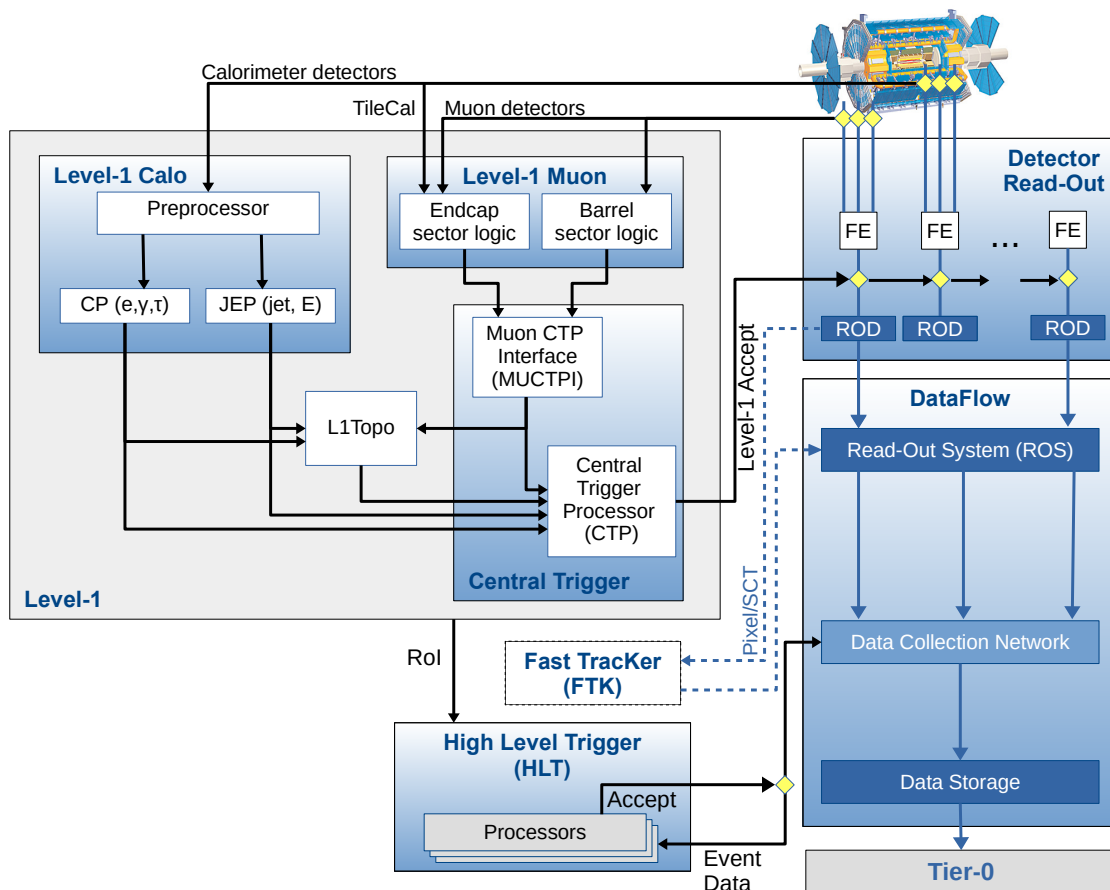 Calorimeter detectors
TileCal
Muon detectors
Level-1 Calo
Preprocessor
CP (e,γ,τ)
JEP (jet, E)
Level-1 Muon
Endcap
sector logic
Barrel
sector logic
Muon CTP
Interface
(MUCTPI)
L1Topo
Central
Trigger
Processor
(CTP)
Central Trigger
Level-1
Level-1 Accept
Detector
Read-Out
FE
FE
...
FE
ROD
ROD
ROD
DataFlow
Read-Out System (ROS)
Pixel/SCT
Data Collection Network
RoI
Fast TracKer
(FTK)
High Level Trigger
(HLT)
Accept
Processors
Event
Data
Data Storage
Tier-0